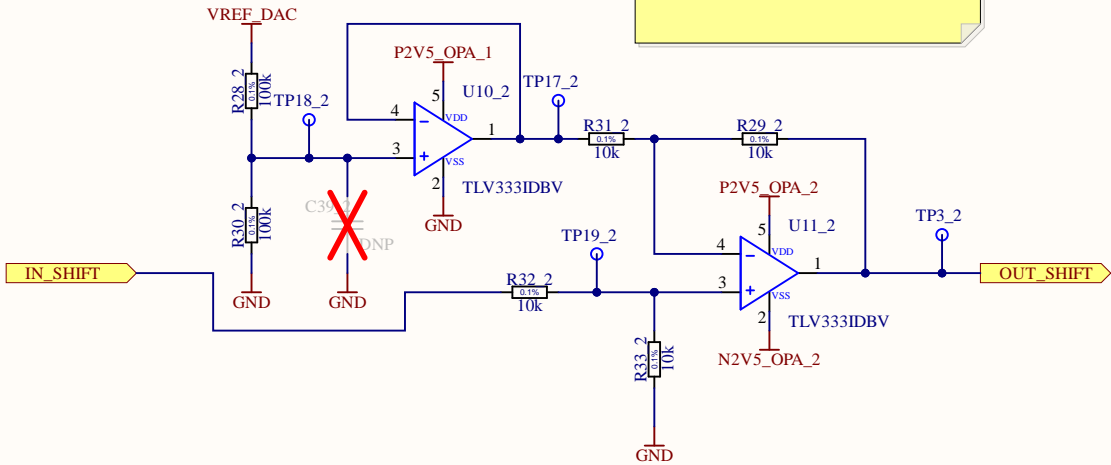 VREF_DAC
R28_2
0.1%
100k
TP18_2
P2V5_OPA_1
U10_2
5
VDD
4
1
3
VSS
2
TLV333IDBV
GND
TP17_2
R31_2
0.1%
10k
R29_2
0.1%
10k
R30_2
0.1%
100k
C39_2
DNP
GND
GND
IN_SHIFT
R32_2
0.1%
10k
TP19_2
P2V5_OPA_2
U11_2
5
VDD
4
1
3
VSS
2
TLV333IDBV
N2V5_OPA_2
TP3_2
OUT_SHIFT
R33_2
0.1%
10k
GND